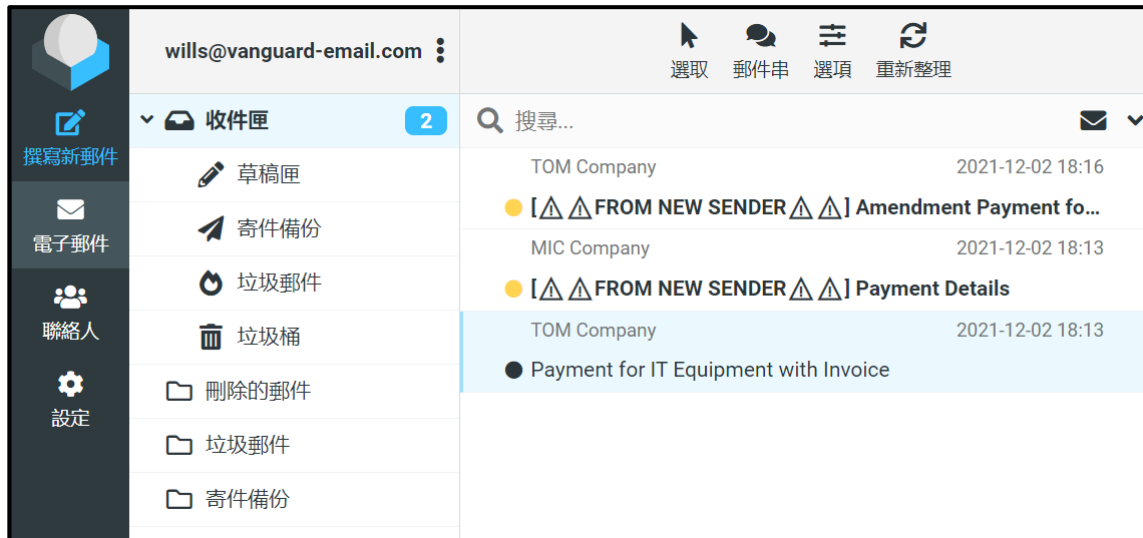 wills@vanguard-email.com
選取 郵件串 選項 重新整理
撰寫新郵件
電子郵件
聯絡人
設定
收件匣 2
草稿匣
寄件備份
垃圾郵件
垃圾桶
刪除的郵件
垃圾郵件
寄件備份
搜尋...
TOM Company 2021-12-02 18:16
[⚠ ⚠ FROM NEW SENDER ⚠ ⚠] Amendment Payment fo...
MIC Company 2021-12-02 18:13
[⚠ ⚠ FROM NEW SENDER ⚠ ⚠] Payment Details
TOM Company 2021-12-02 18:13
Payment for IT Equipment with Invoice